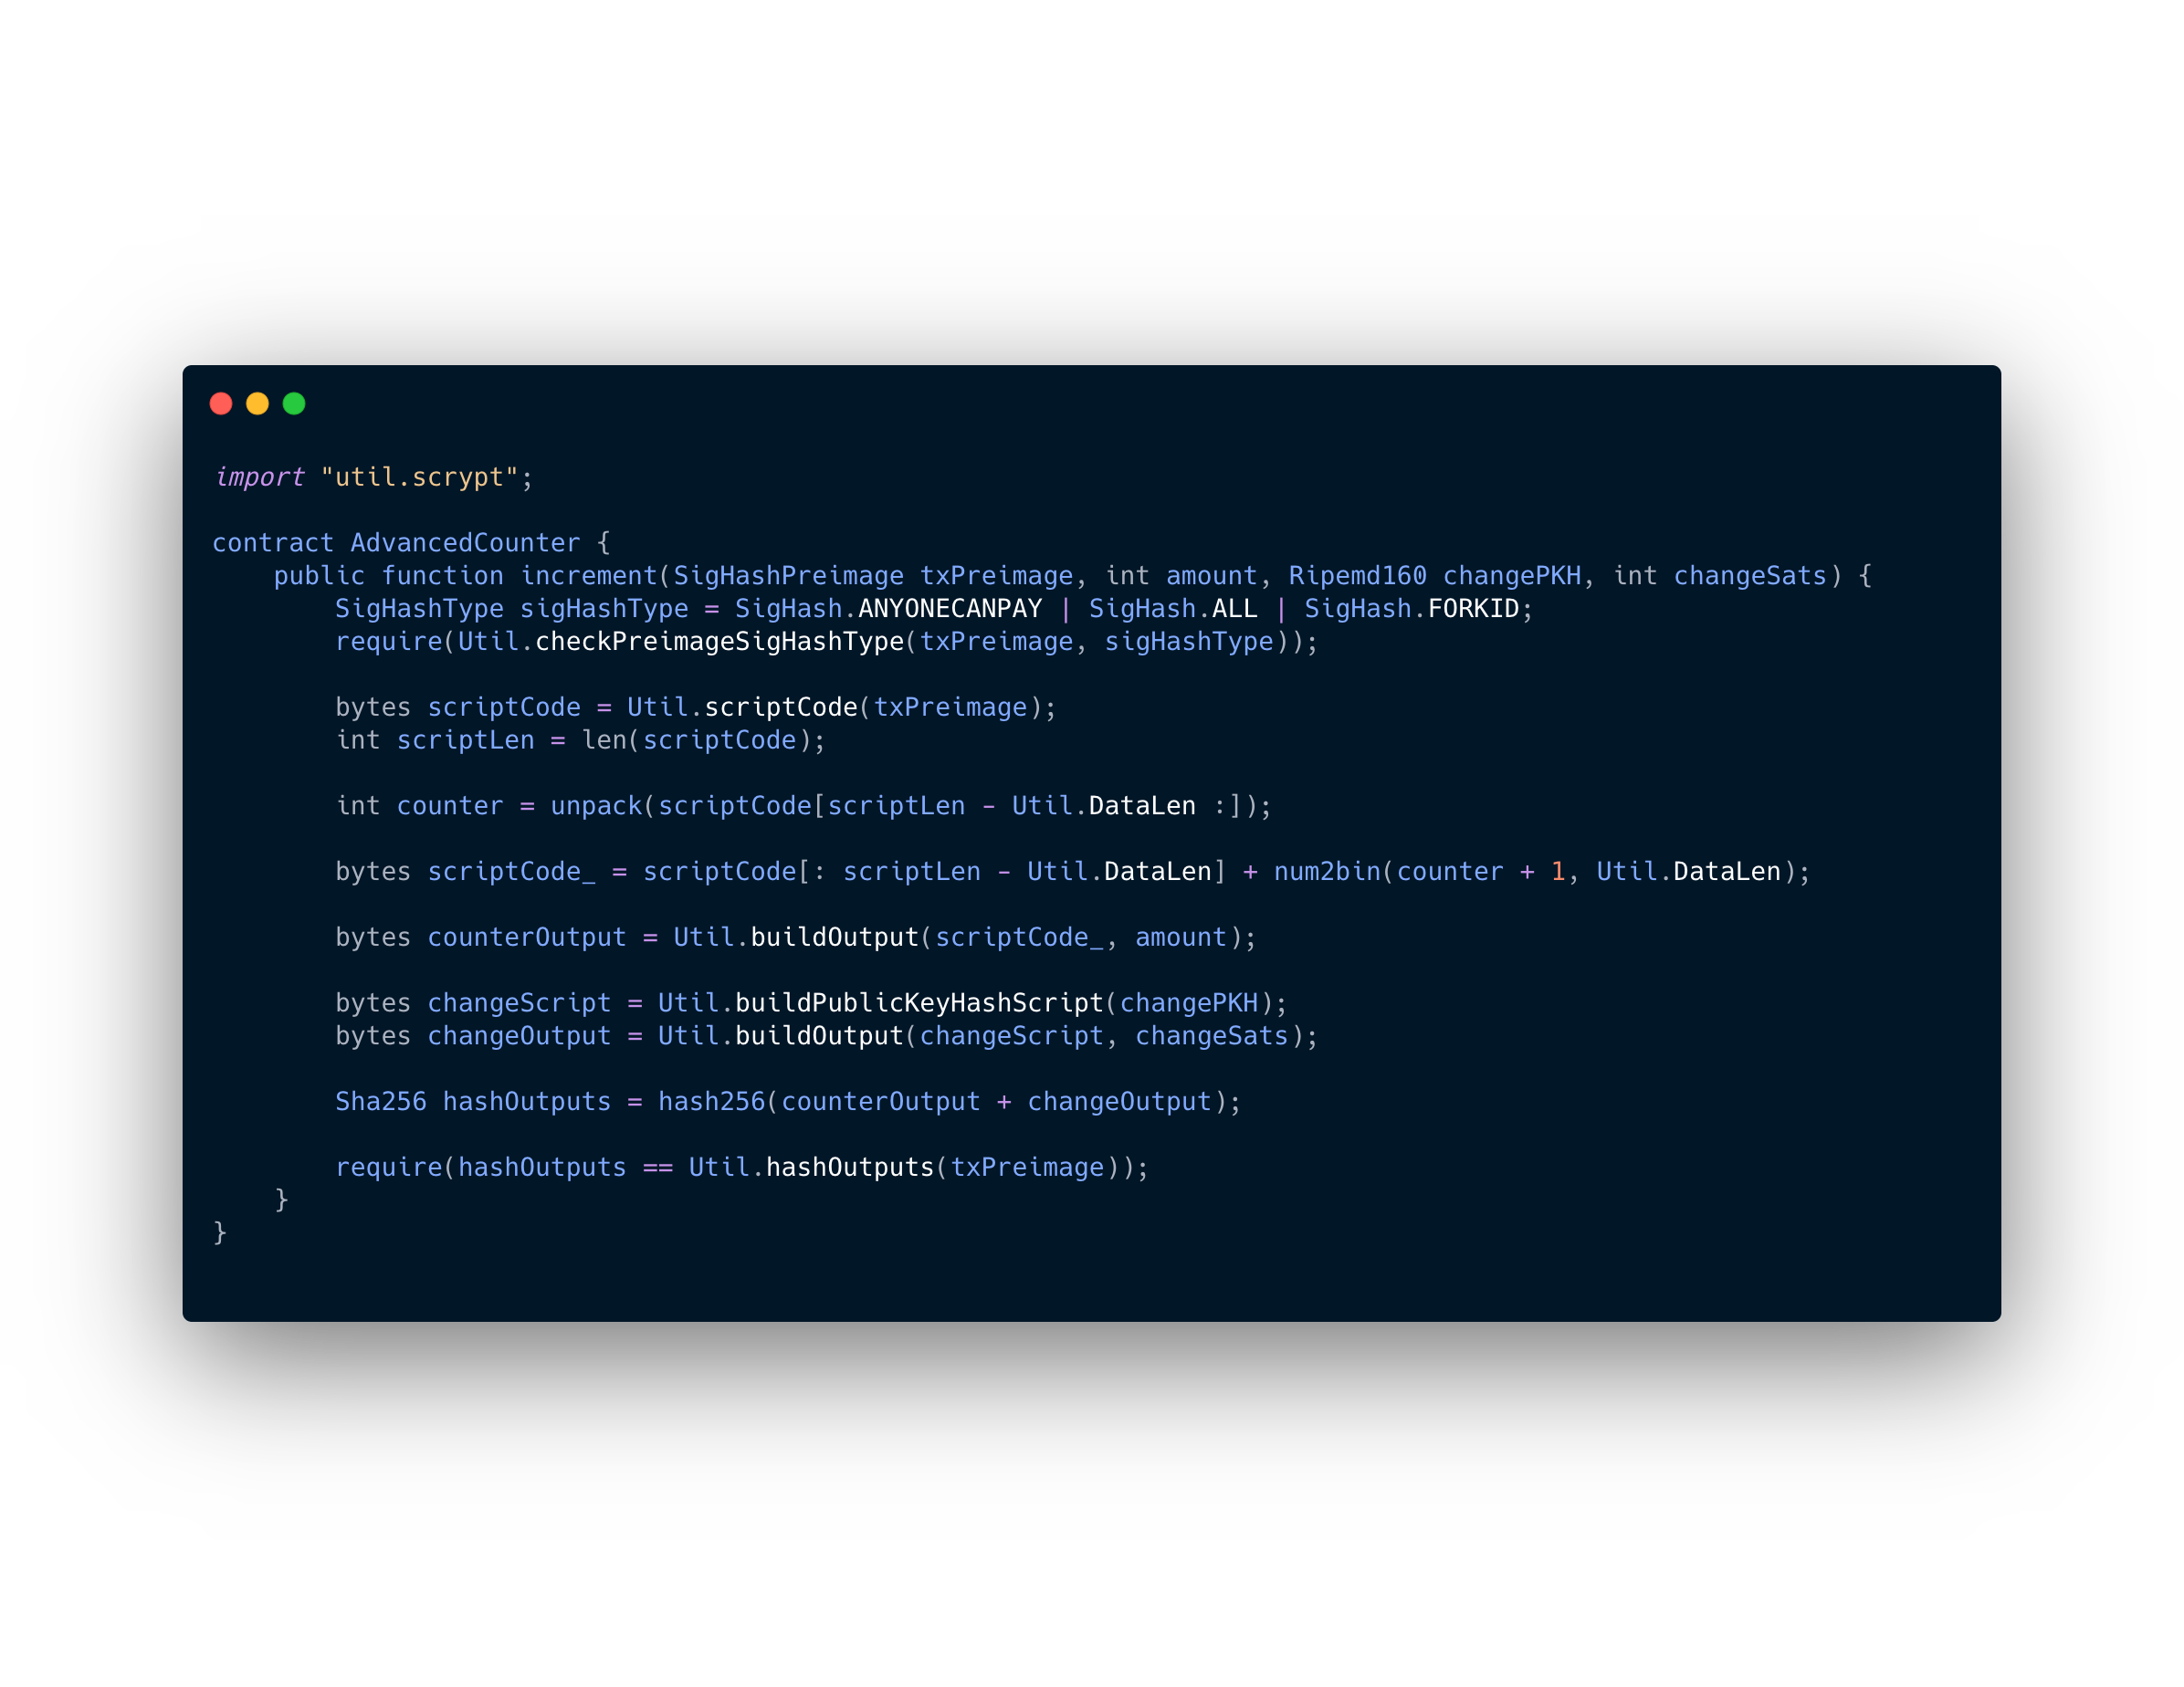 import "util.scrypt";

contract AdvancedCounter {
    public function increment(SigHashPreimage txPreimage, int amount, Ripemd160 changePKH, int changeSats) {
        SigHashType sigHashType = SigHash.ANYONECANPAY | SigHash.ALL | SigHash.FORKID;
        require(Util.checkPreimageSigHashType(txPreimage, sigHashType));

        bytes scriptCode = Util.scriptCode(txPreimage);
        int scriptLen = len(scriptCode);

        int counter = unpack(scriptCode[scriptLen - Util.DataLen :]);

        bytes scriptCode_ = scriptCode[: scriptLen - Util.DataLen] + num2bin(counter + 1, Util.DataLen);

        bytes counterOutput = Util.buildOutput(scriptCode_, amount);

        bytes changeScript = Util.buildPublicKeyHashScript(changePKH);
        bytes changeOutput = Util.buildOutput(changeScript, changeSats);

        Sha256 hashOutputs = hash256(counterOutput + changeOutput);

        require(hashOutputs == Util.hashOutputs(txPreimage));
    }
}